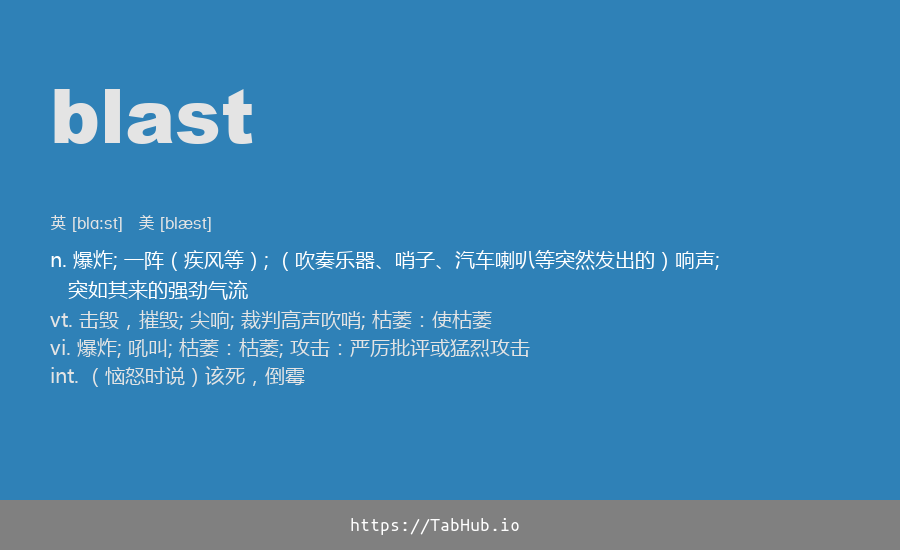 blast
英 [blɑːst]   美 [blæst]
n. 爆炸; 一阵（疾风等）; （吹奏乐器、哨子、汽车喇叭等突然发出的）响声;
突如其来的强劲气流
vt. 击毁，摧毁; 尖响; 裁判高声吹哨; 枯萎：使枯萎
vi. 爆炸; 吼叫; 枯萎：枯萎; 攻击：严厉批评或猛烈攻击
int. （恼怒时说）该死，倒霉
https://TabHub.io